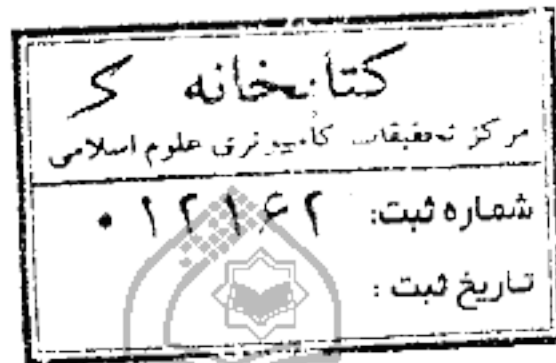 کتابخانه
مرکز تحقیقات کامپیوتری علوم اسلامی
شماره ثبت: ۰۱۲۱۶۲
تاریخ ثبت :